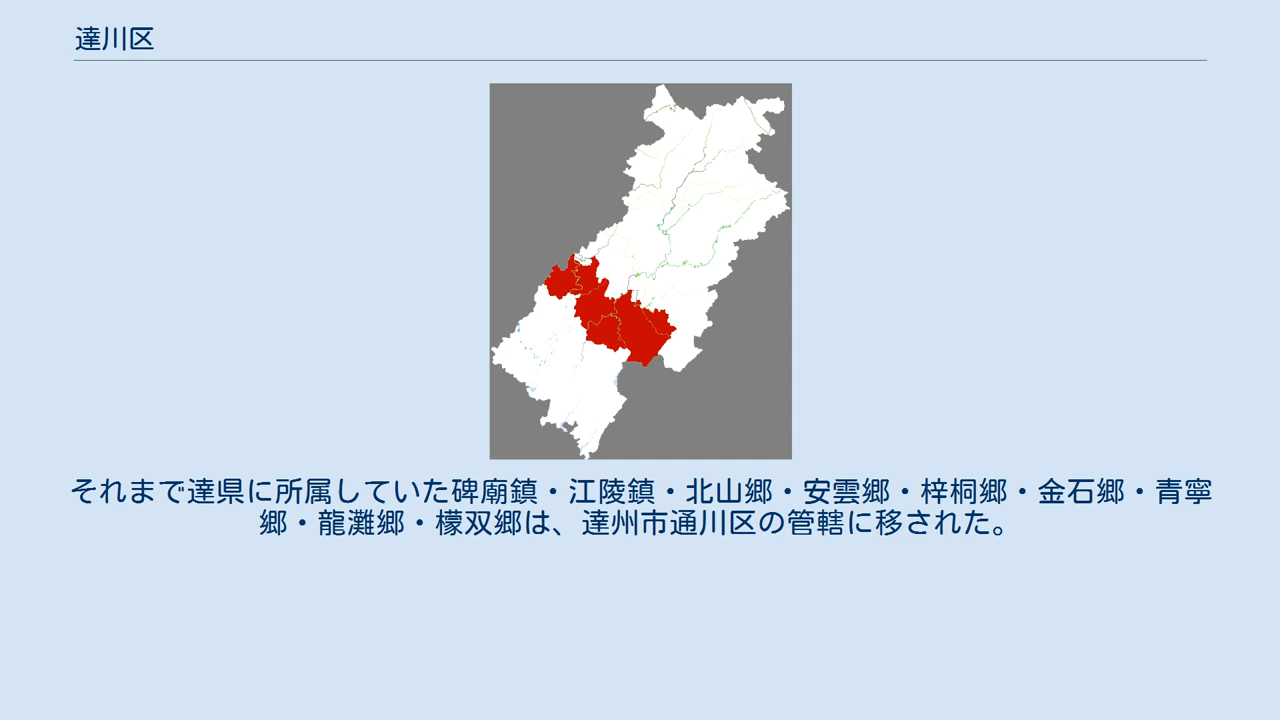 達川区
それまで達県に所属していた碑廟鎮・江陵鎮・北山郷・安雲郷・梓桐郷・金石郷・青寧
郷・龍灘郷・檬双郷は、達州市通川区の管轄に移された。